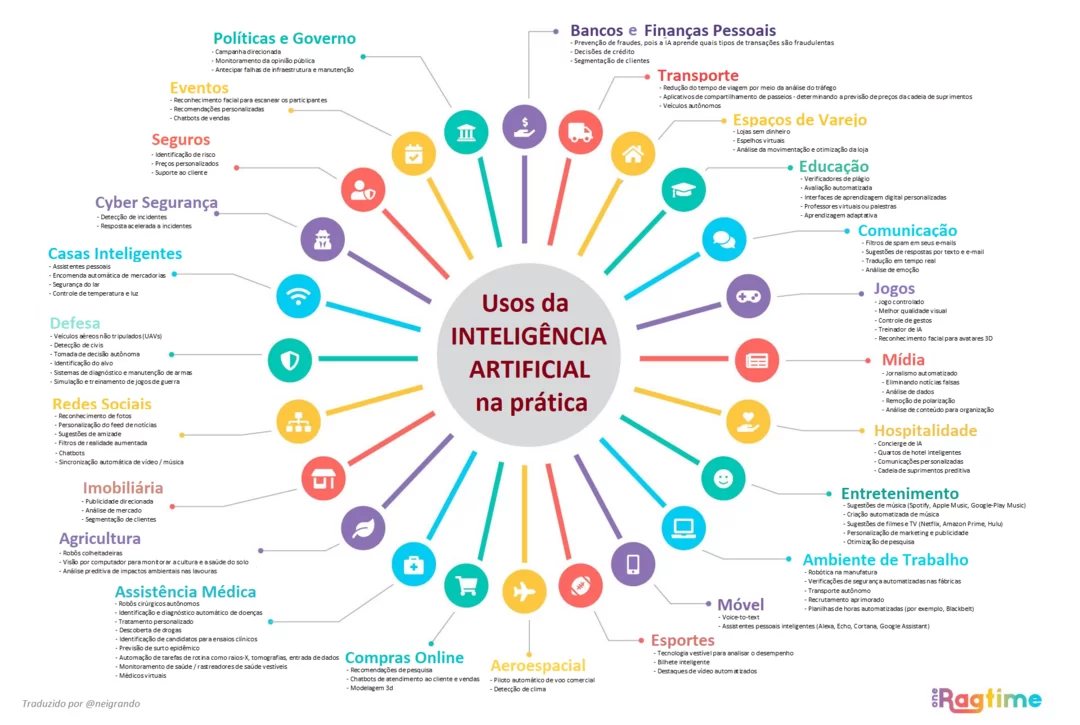 Usos da
INTELIGÊNCIA
ARTIFICIAL
na prática
Bancos e Finanças Pessoais
- Prevenção de fraudes, pois a IA aprende quais tipos de transações são fraudulentas
- Decisões de crédito
- Segmentação de clientes
Transporte
- Redução do tempo de viagem por meio da análise do tráfego
- Aplicativos de compartilhamento de passeios - determinando a previsão de preços da cadeia de suprimentos
- Veículos autônomos
Espaços de Varejo
- Lojas sem dinheiro
- Espelhos virtuais
- Análise da movimentação e otimização da loja
Educação
- Verificadores de plágio
- Avaliação automatizada
- Interfaces de aprendizagem digital personalizadas
- Professores virtuais ou palestras
- Aprendizagem adaptativa
Comunicação
- Filtros de spam em seus e-mails
- Sugestões de respostas por texto e e-mail
- Tradução em tempo real
- Análise de emoção
Jogos
- Jogo controlado
- Melhor qualidade visual
- Controle de gestos
- Treinador de IA
- Reconhecimento facial para avatares 3D
Mídia
- Jornalismo automatizado
- Eliminando notícias falsas
- Análise de dados
- Remoção de polarização
- Análise de conteúdo para organização
Hospitalidade
- Concierge de IA
- Quartos de hotel inteligentes
- Comunicações personalizadas
- Cadeia de suprimentos preditiva
Entretenimento
- Sugestões de música (Spotify, Apple Music, Google-Play Music)
- Criação automatizada de música
- Sugestões de filmes e TV (Netflix, Amazon Prime, Hulu)
- Personalização de marketing e publicidade
- Otimização de pesquisa
Ambiente de Trabalho
- Robótica na manufatura
- Verificações de segurança automatizadas nas fábricas
- Transporte autônomo
- Recrutamento aprimorado
- Planilhas de horas automatizadas (por exemplo, Blackbelt)
Móvel
- Voice-to-text
- Assistentes pessoais inteligentes (Alexa, Echo, Cortana, Google Assistant)
Esportes
- Tecnologia vestível para analisar o desempenho
- Bilhete inteligente
- Destaques de vídeo automatizados
Aeroespacial
- Piloto automático de voo comercial
- Detecção de clima
Compras Online
- Recomendações de pesquisa
- Chatbots de atendimento ao cliente e vendas
- Modelagem 3d
Assistência Médica
- Robôs cirúrgicos autônomos
- Identificação e diagnóstico automático de doenças
- Tratamento personalizado
- Descoberta de drogas
- Identificação de candidatos para ensaios clínicos
- Previsão de surto epidêmico
- Automação de tarefas de rotina como raios-X, tomografias, entrada de dados
- Monitoramento de saúde / rastreadores de saúde vestíveis
- Médicos virtuais
Agricultura
- Robôs colheitadeiras
- Visão por computador para monitorar a cultura e a saúde do solo
- Análise preditiva de impactos ambientais nas lavouras
Imobiliária
- Publicidade direcionada
- Análise de mercado
- Segmentação de clientes
Redes Sociais
- Reconhecimento de fotos
- Personalização do feed de notícias
- Sugestões de amizade
- Filtros de realidade aumentada
- Chatbots
- Sincronização automática de vídeo / música
Defesa
- Veículos aéreos não tripulados (UAVs)
- Detecção de civis
- Tomada de decisão autônoma
- Identificação do alvo
- Sistemas de diagnóstico e manutenção de armas
- Simulação e treinamento de jogos de guerra
Casas Inteligentes
- Assistentes pessoais
- Encomenda automática de mercadorias
- Segurança do lar
- Controle de temperatura e luz
Cyber Segurança
- Detecção de incidentes
- Resposta acelerada a incidentes
Seguros
- Identificação de risco
- Preços personalizados
- Suporte ao cliente
Eventos
- Reconhecimento facial para escanear os participantes
- Recomendações personalizadas
- Chatbots de vendas
Políticas e Governo
- Campanha direcionada
- Monitoramento da opinião pública
- Antecipar falhas de infraestrutura e manutenção
Traduzido por @neigrando
one Ragtime